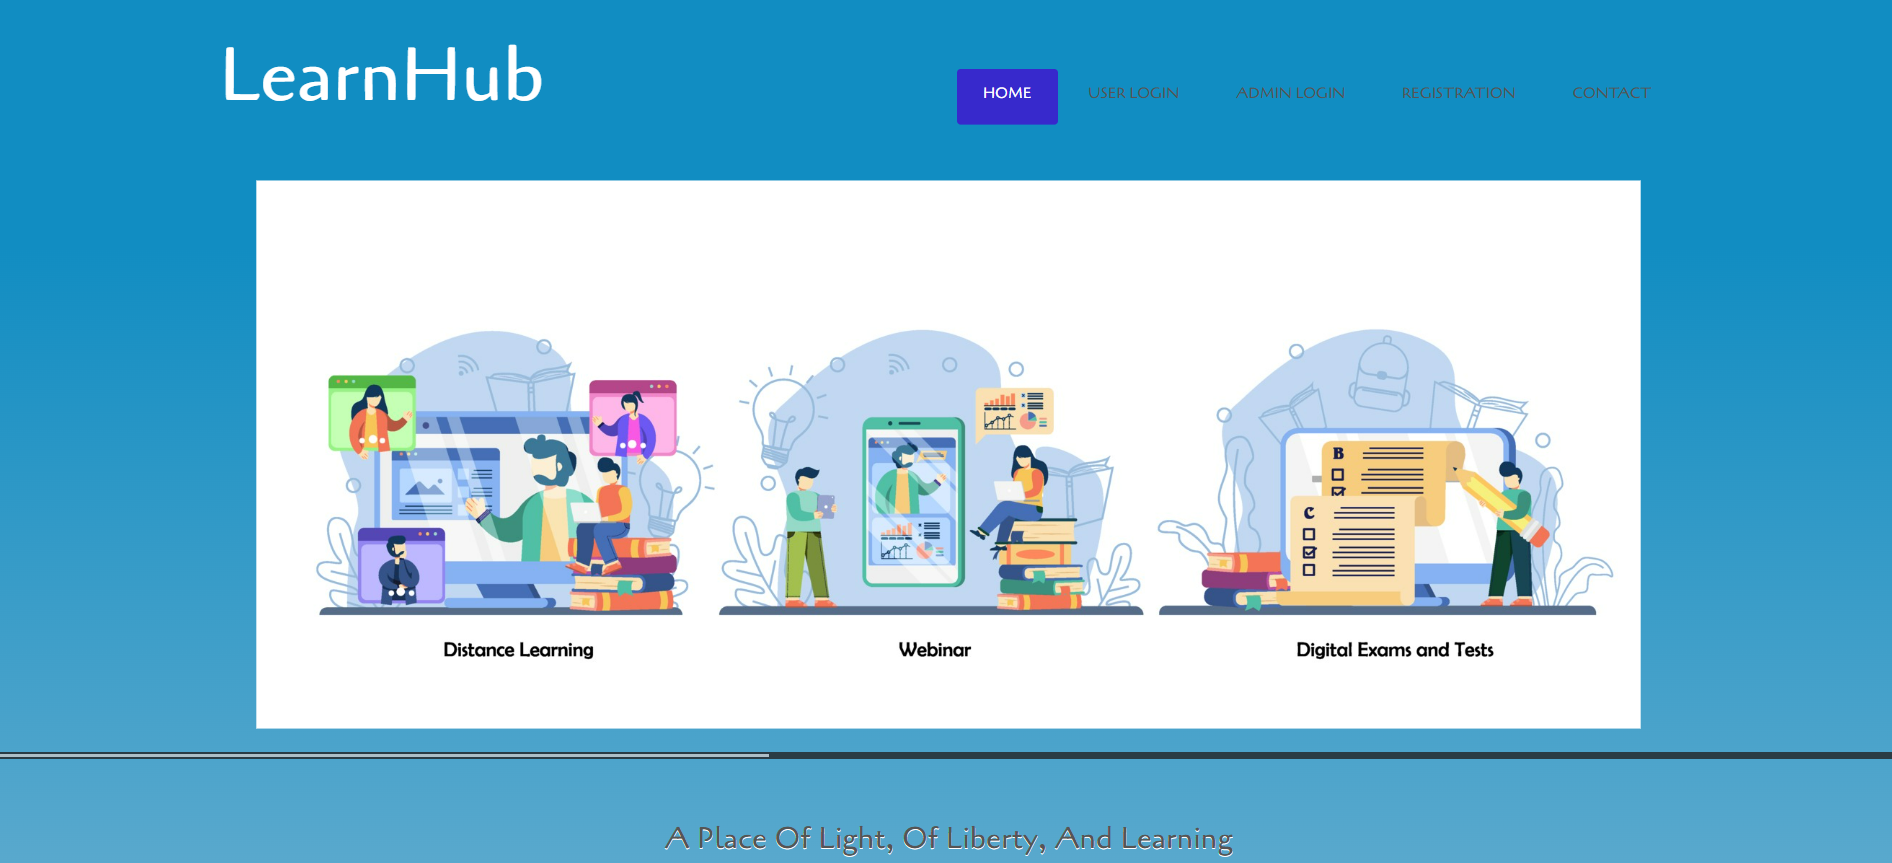 LearnHub
HOME USER LOGIN ADMIN LOGIN REGISTRATION CONTACT
B
C
Distance Learning Webinar Digital Exams and Tests
A Place Of Light, Of Liberty, And Learning